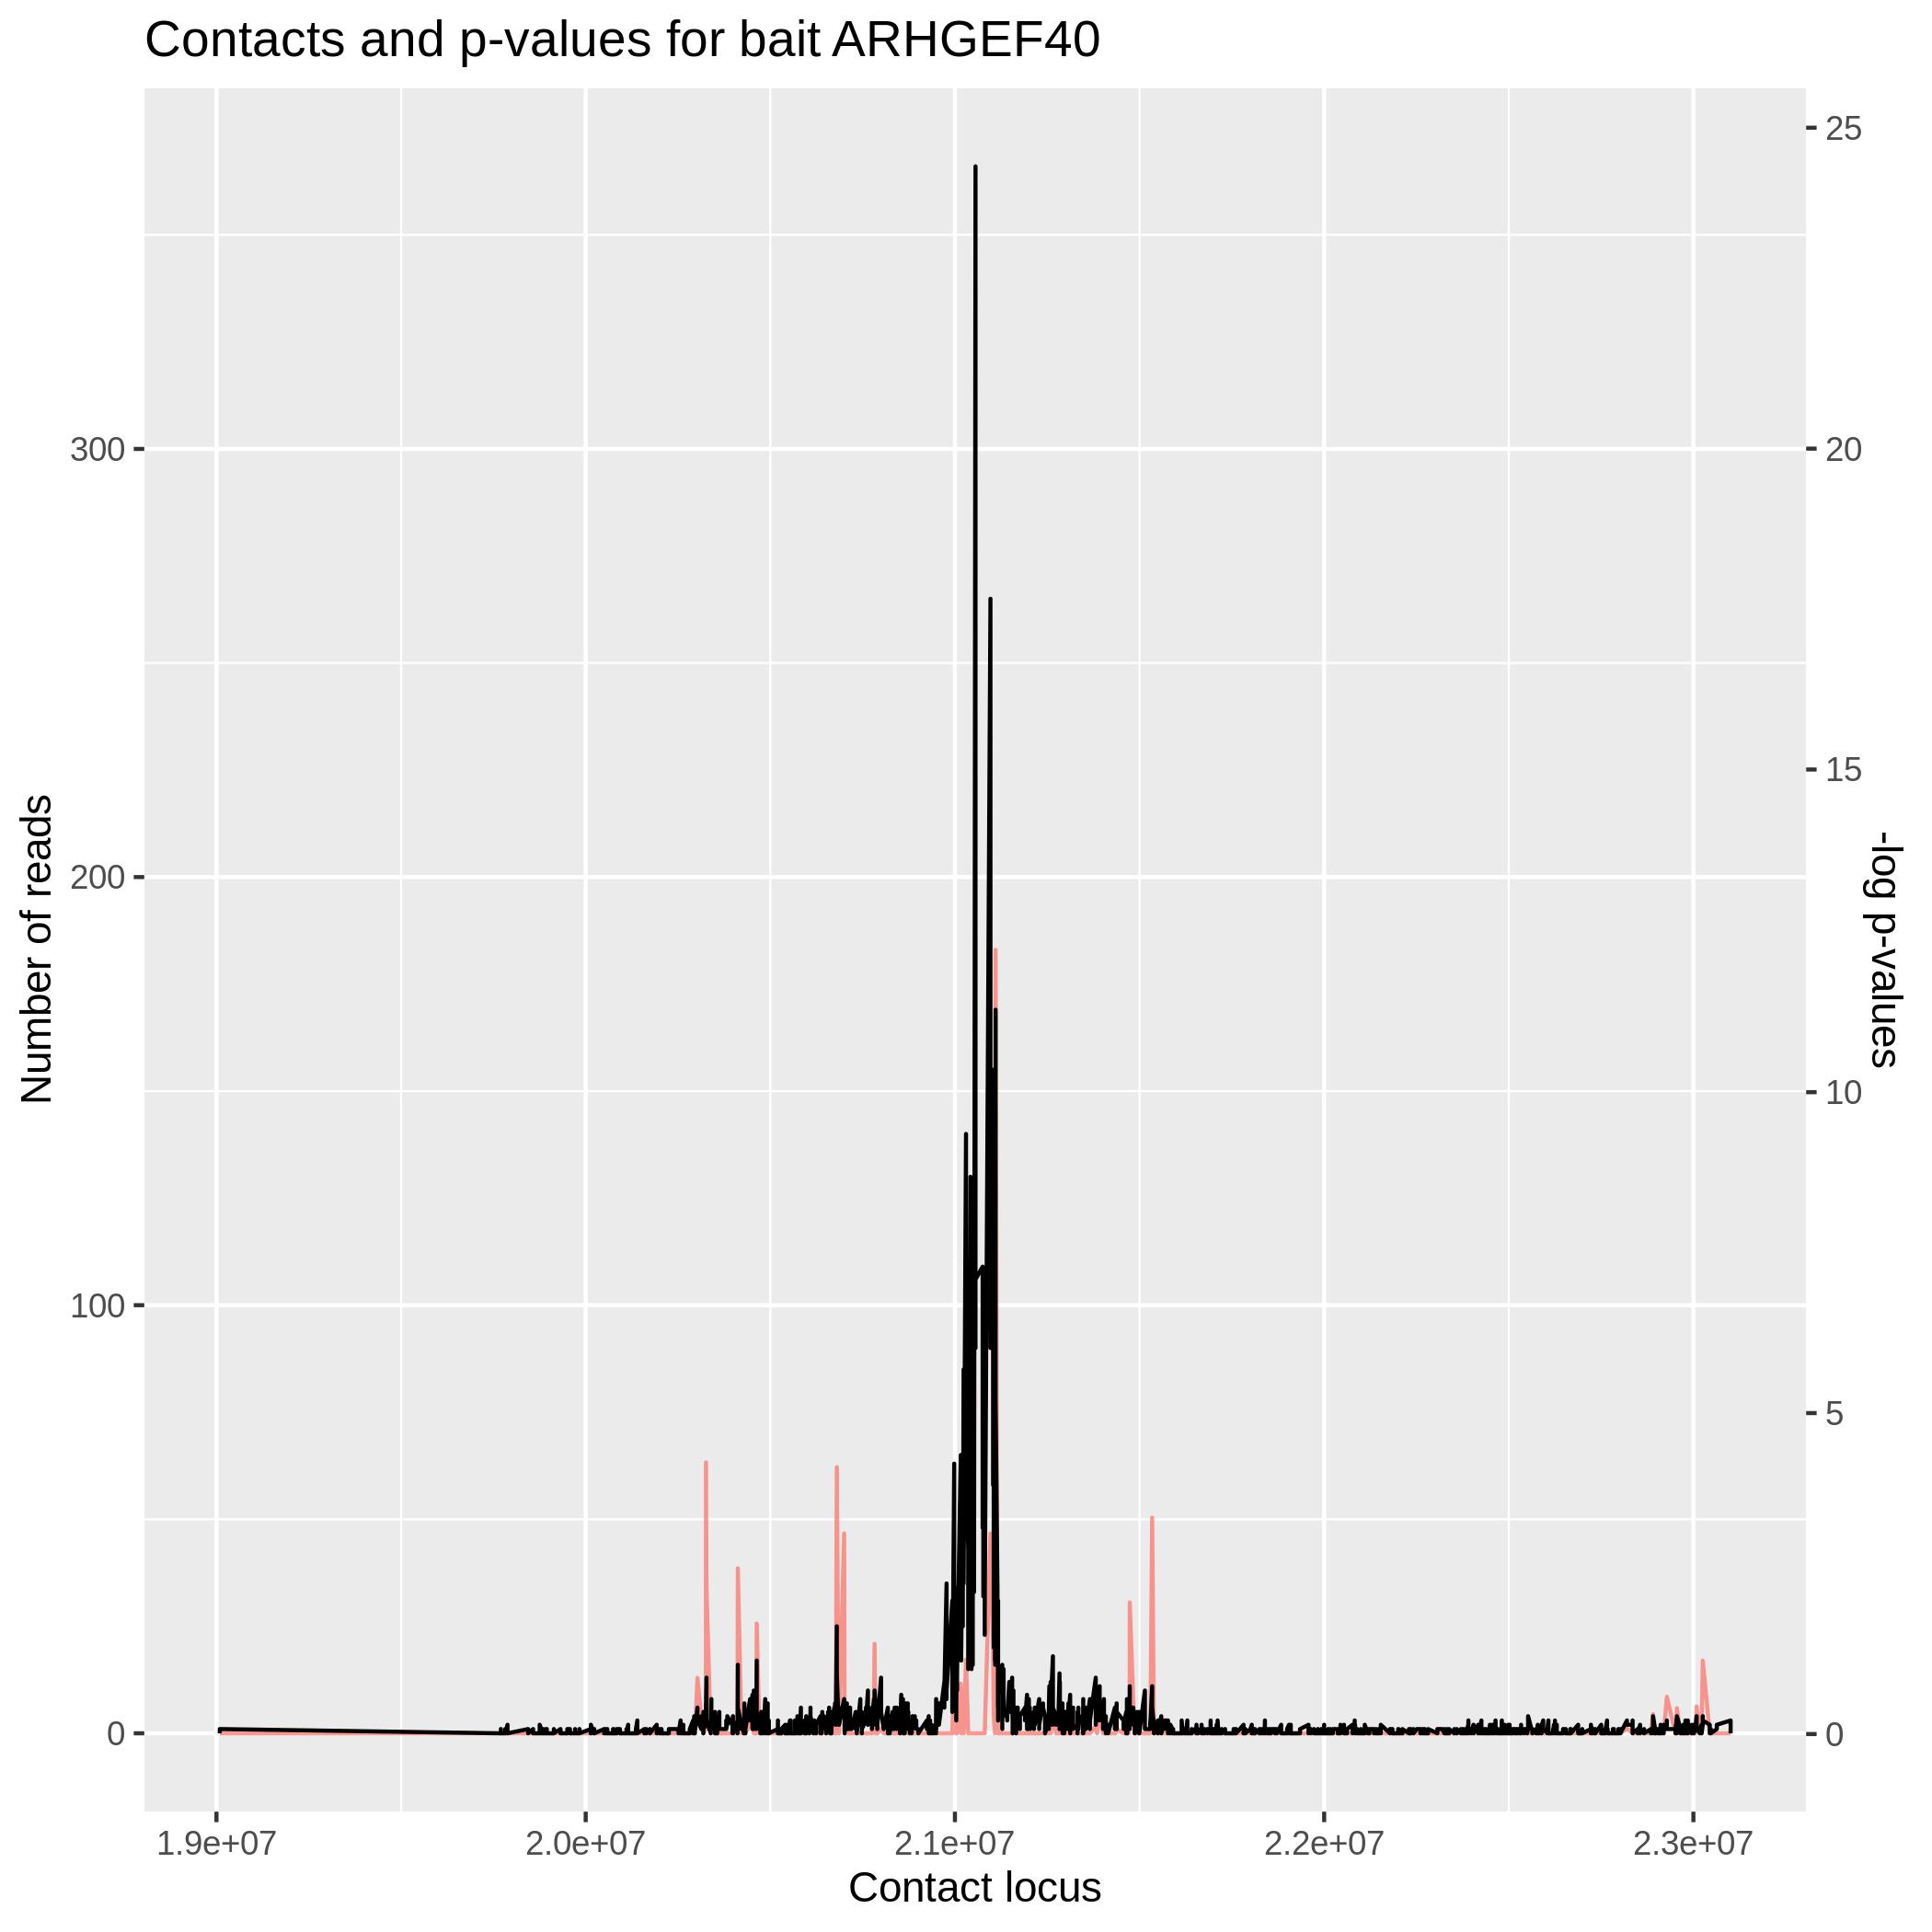 Contacts and p-values for bait ARHGEF40
Number of reads
300
200
100
0
25
20
15
10
5
0
-log p-values
1.9e+07 2.0e+07 2.1e+07 2.2e+07 2.3e+07
Contact locus